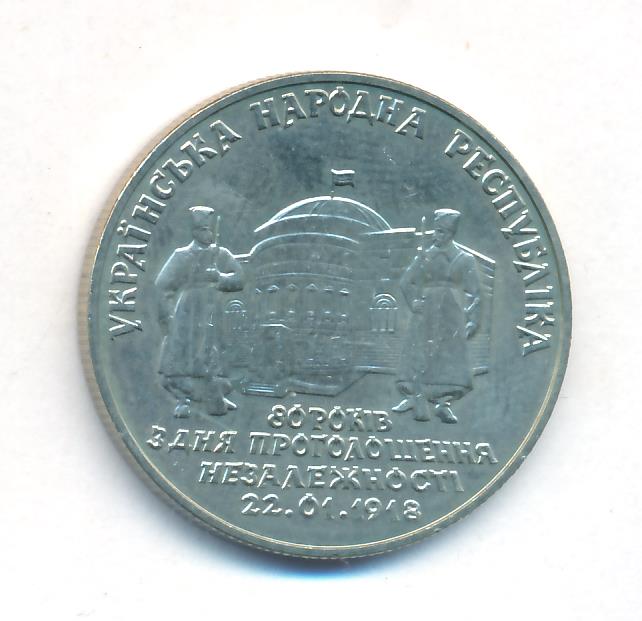 УКРАЇНСЬКА НАРОДНА РЕСПУБЛІКА
80 РОКІВ
З ДНЯ ПРОГОЛОШЕННЯ
НЕЗАЛЕЖНОСТІ
22.01.1918